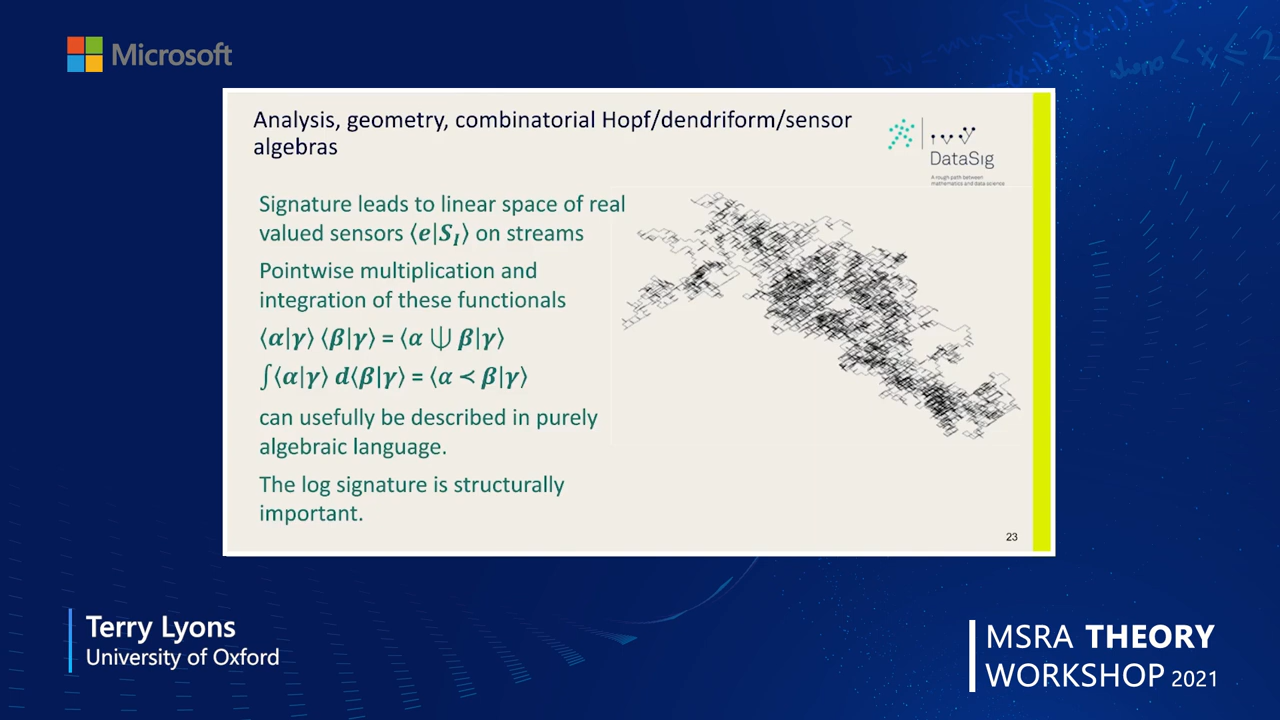 Microsoft
Analysis, geometry, combinatorial Hopf/dendriform/sensor
algebras
DataSig
A rough path between
mathematics and data science
Signature leads to linear space of real
valued sensors ⟨e|S_I⟩ on streams
Pointwise multiplication and
integration of these functionals
⟨α|γ⟩ ⟨β|γ⟩ = ⟨α ⧢ β|γ⟩
∫⟨α|γ⟩ d⟨β|γ⟩ = ⟨α ≺ β|γ⟩
can usefully be described in purely
algebraic language.
The log signature is structurally
important.
23
Terry Lyons
University of Oxford
MSRA THEORY
WORKSHOP 2021